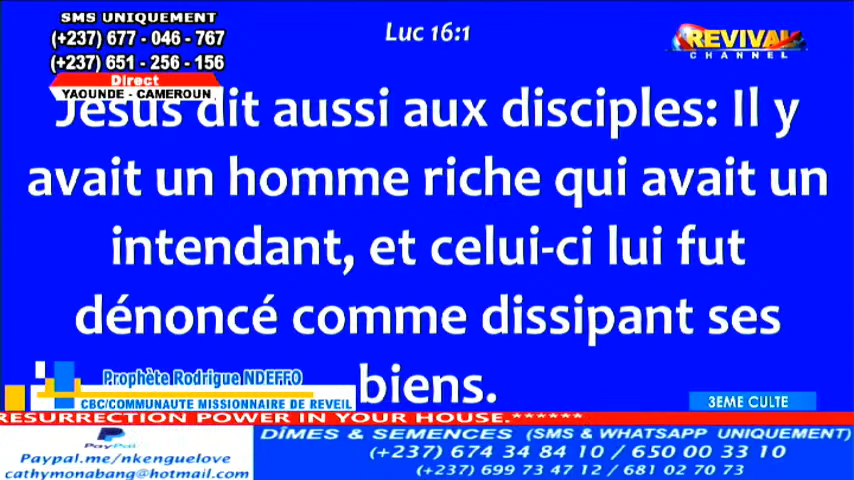 SMS UNIQUEMENT
(+237) 677 - 046 - 767
(+237) 651 - 256 - 156
Direct
YAOUNDE - CAMEROUN
Luc 16:1
REVIVAL
CHANNEL
Jésus dit aussi aux disciples: Il y
avait un homme riche qui avait un
intendant, et celui-ci lui fut
dénoncé comme dissipant ses
biens.
Prophète Rodrigue NDEFFO
CBC/COMMUNAUTE MISSIONNAIRE DE REVEIL
3EME CULTE
RESURRECTION POWER IN YOUR HOUSE.******
PayPal
Paypal.me/nkenguelove
cathymonabang@hotmail.com
DÎMES & SEMENCES (SMS & WHATSAPP UNIQUEMENT)
(+237) 674 34 84 10 / 650 00 33 10
(+237) 699 73 47 12 / 681 02 70 73